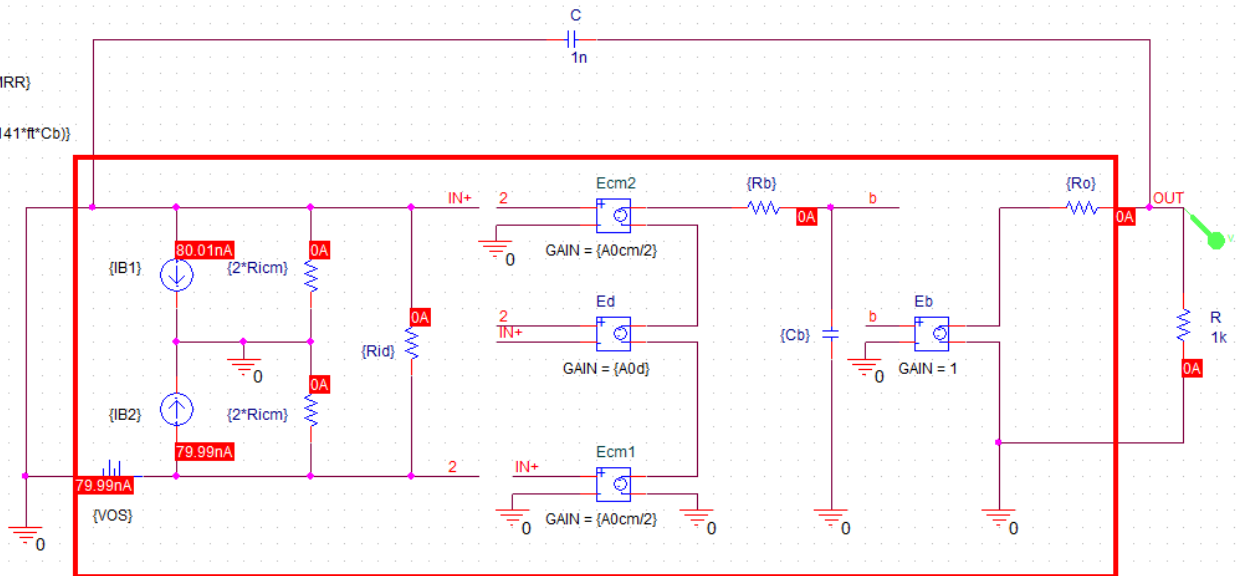 C
1n
MRR}
141*ft*Cb)}
IN+
2
Ecm2
{Rb}
0A
b
{Ro}
0A
OUT
0
GAIN = {A0cm/2}
{IB1}
80.01nA
{2*Ricm}
0A
2
IN+
Ed
GAIN = {A0d}
{Rid}
0A
{Cb}
b
Eb
0
GAIN = 1
R
1k
0A
0
{IB2}
79.99nA
{2*Ricm}
0A
2
IN+
Ecm1
79.99nA
{VOS}
0
GAIN = {A0cm/2}
0
0
0
0